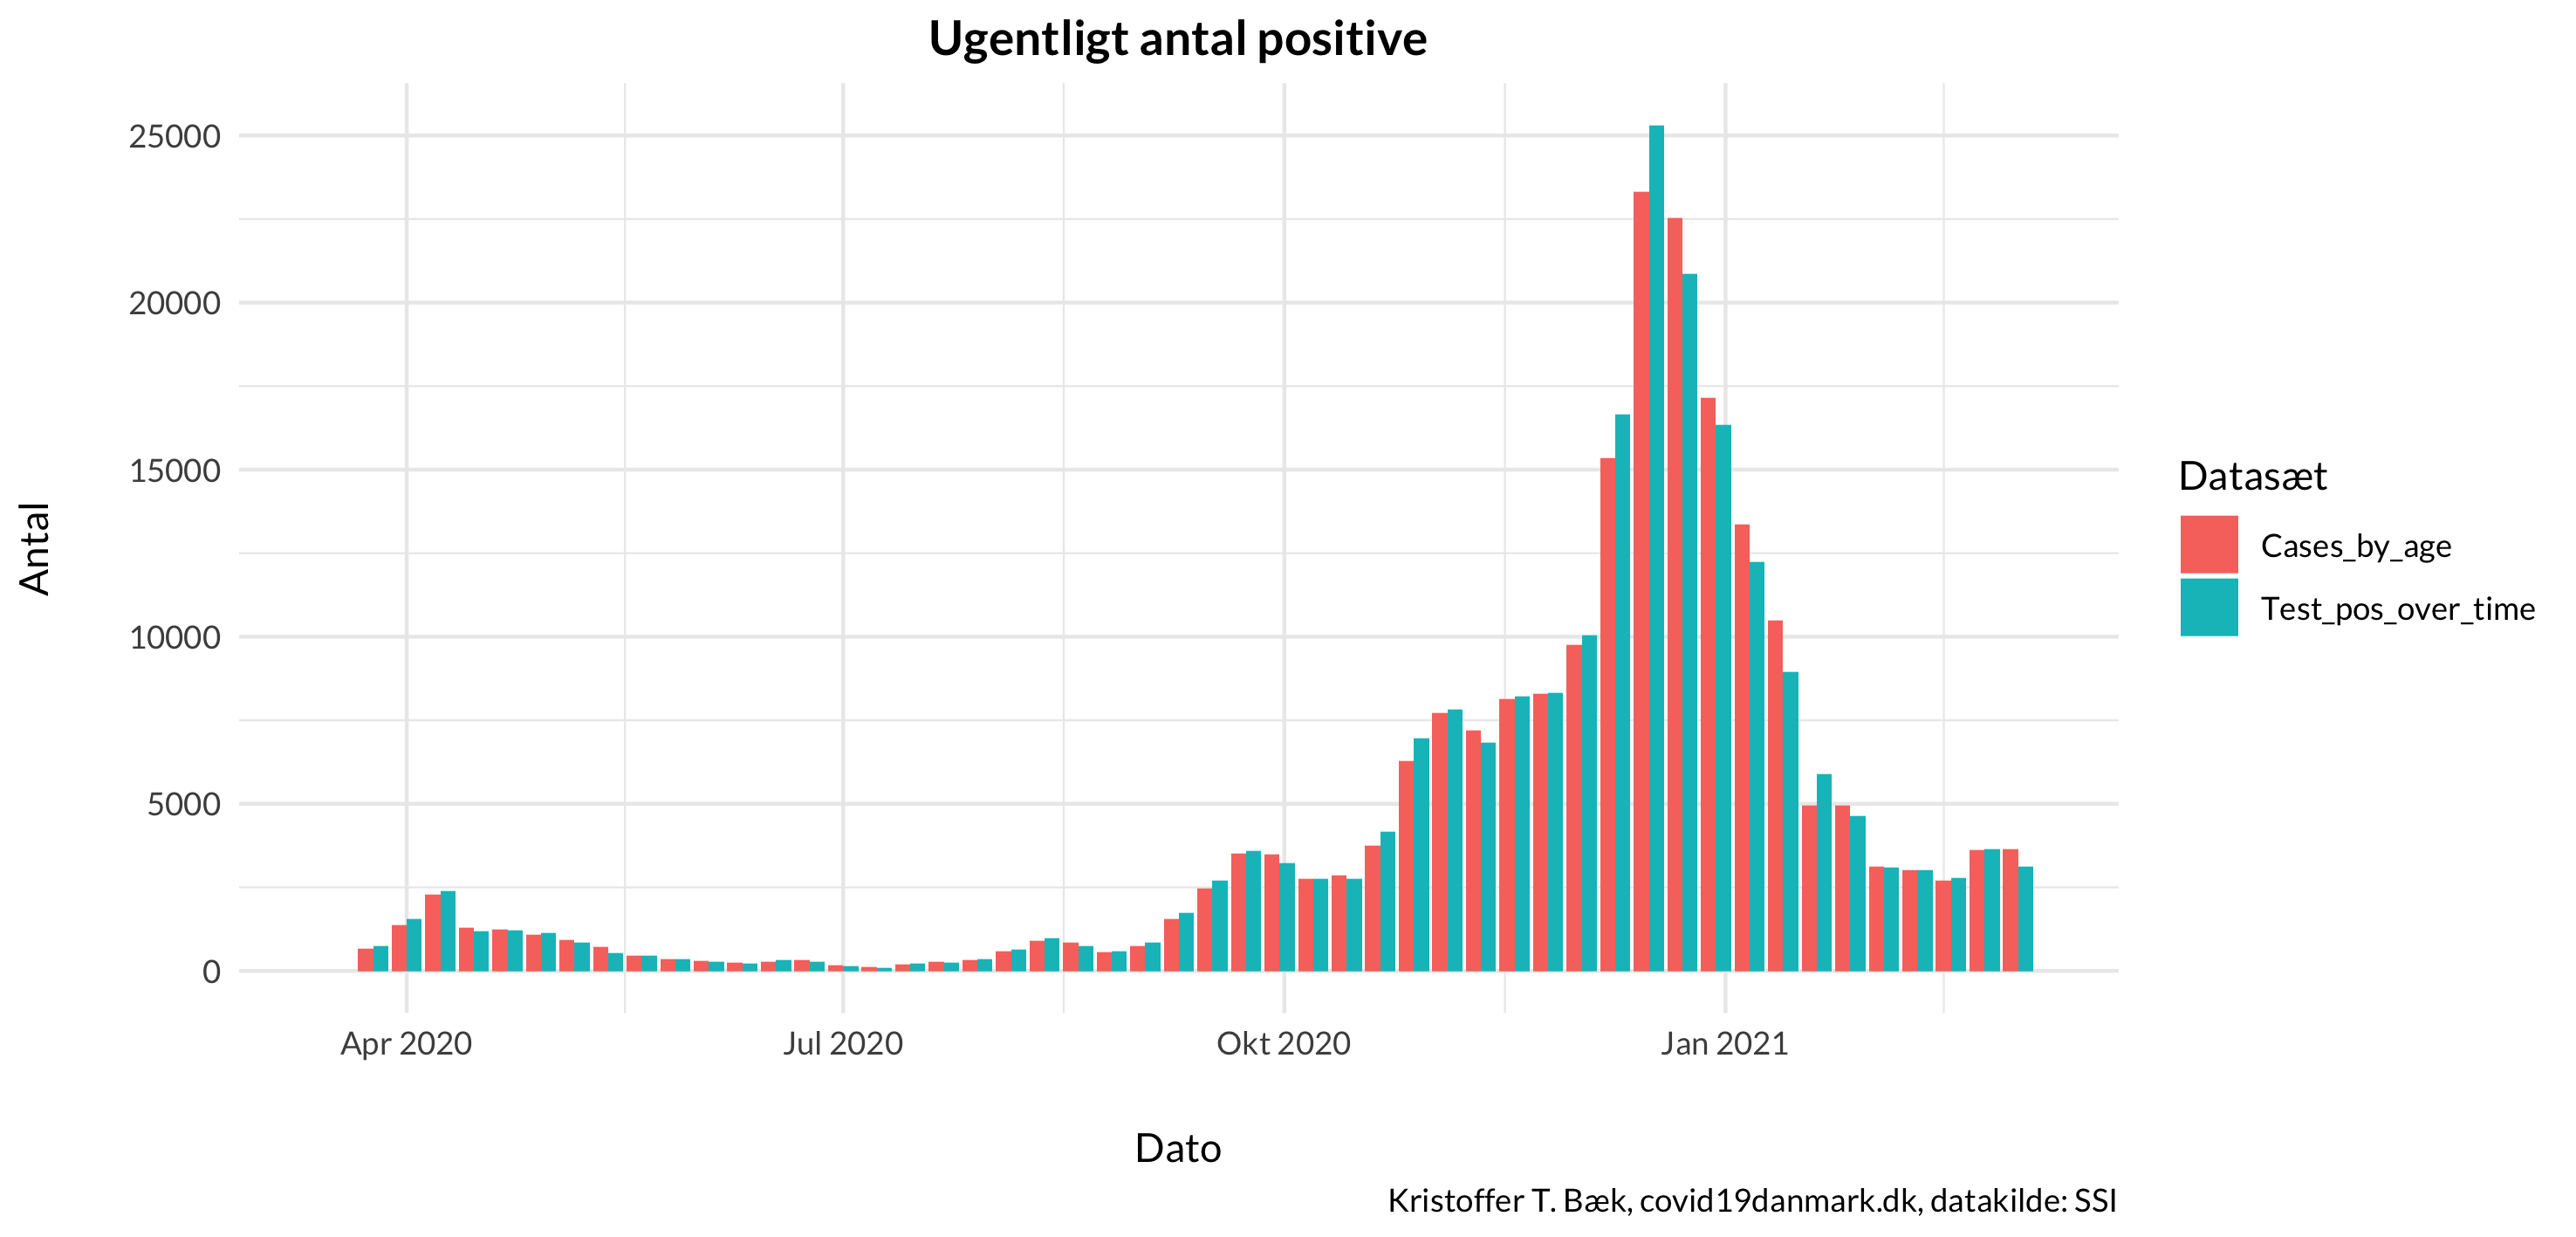 Ugentligt antal positive
25000
20000
15000
10000
5000
0
Antal
Apr 2020
Jul 2020
Okt 2020
Jan 2021
Dato
Datasæt
Cases_by_age
Test_pos_over_time
Kristoffer T. Bæk, covid19danmark.dk, datakilde: SSI